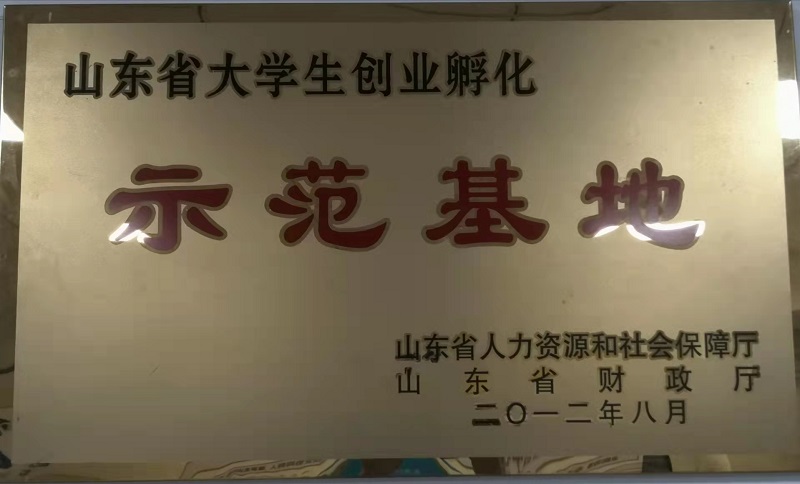 山东省大学生创业孵化
示范基地
山东省人力资源和社会保障厅
山东省财政厅
二〇一二年八月